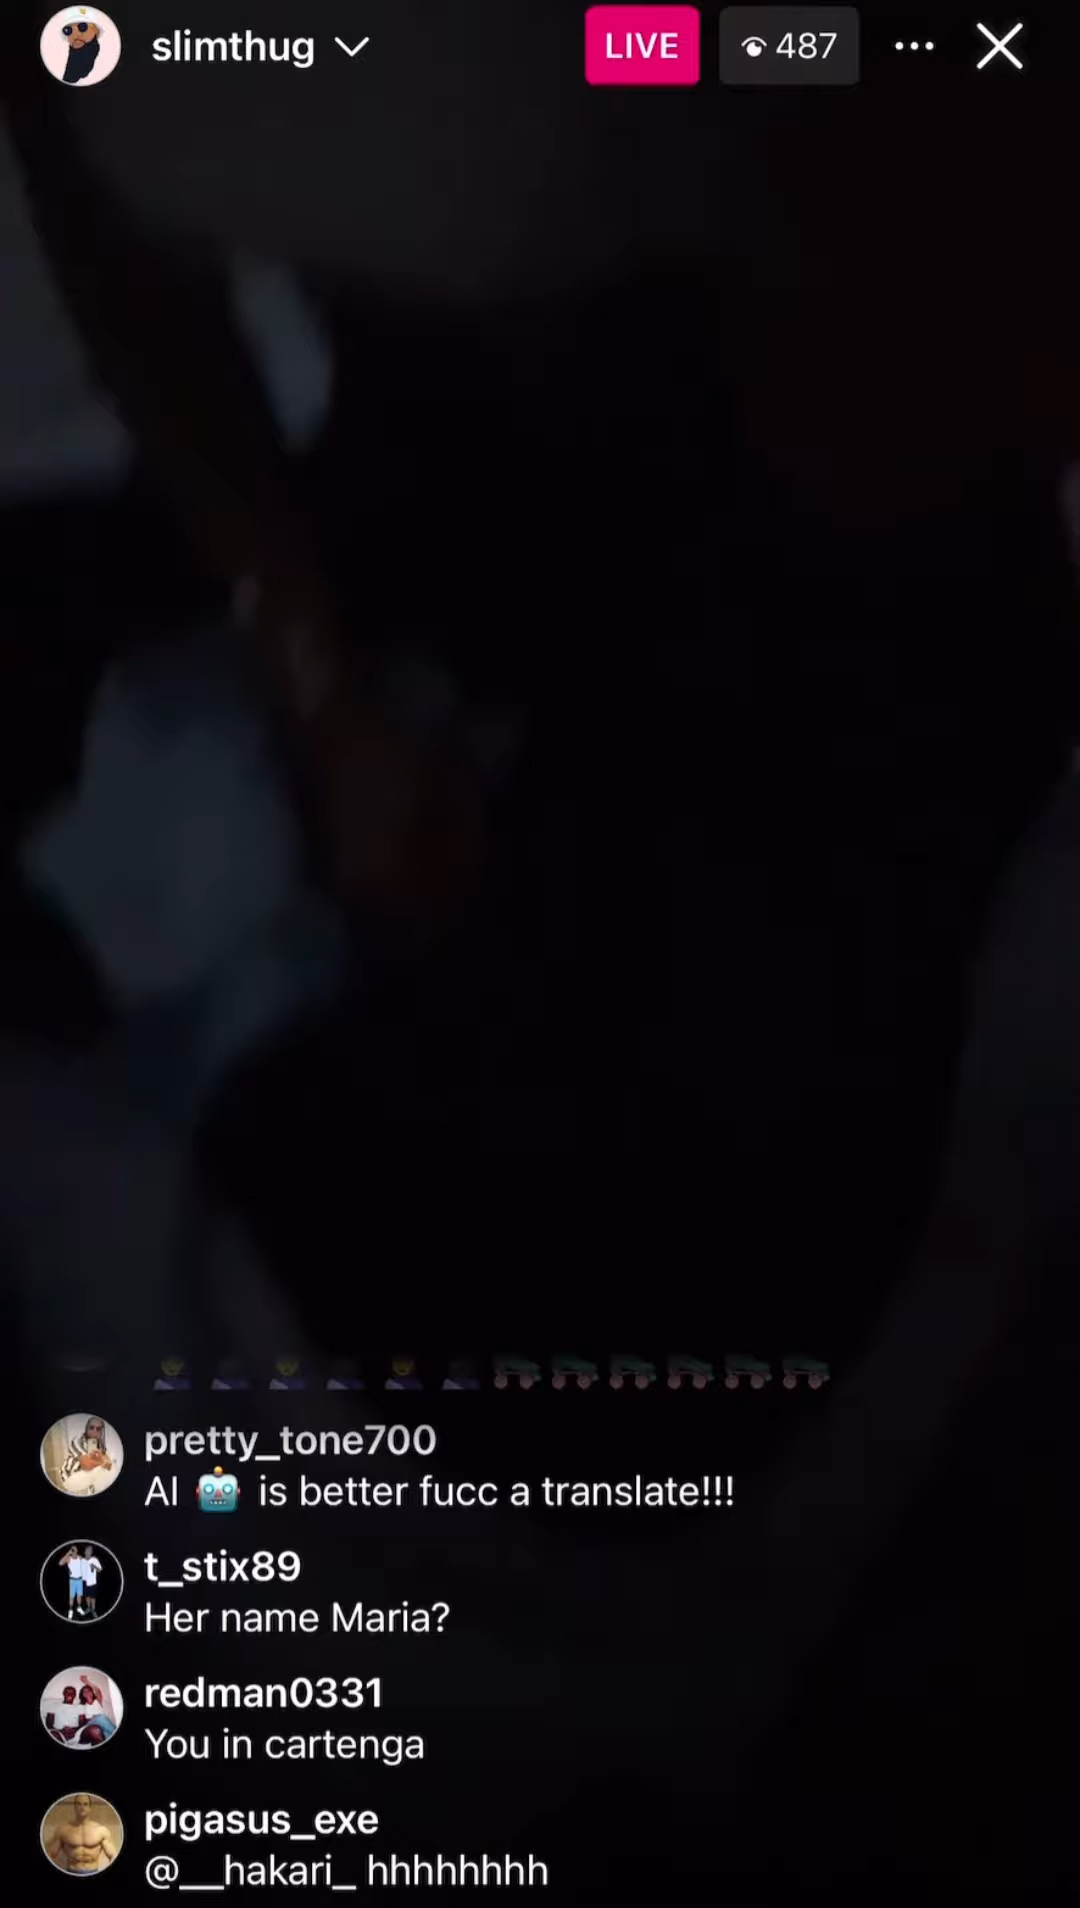 slimthug
LIVE
487
pretty_tone700
AI 🤖 is better fucc a translate!!!
t_stix89
Her name Maria?
redman0331
You in cartenga
pigasus_exe
@__hakari_ hhhhhhhh